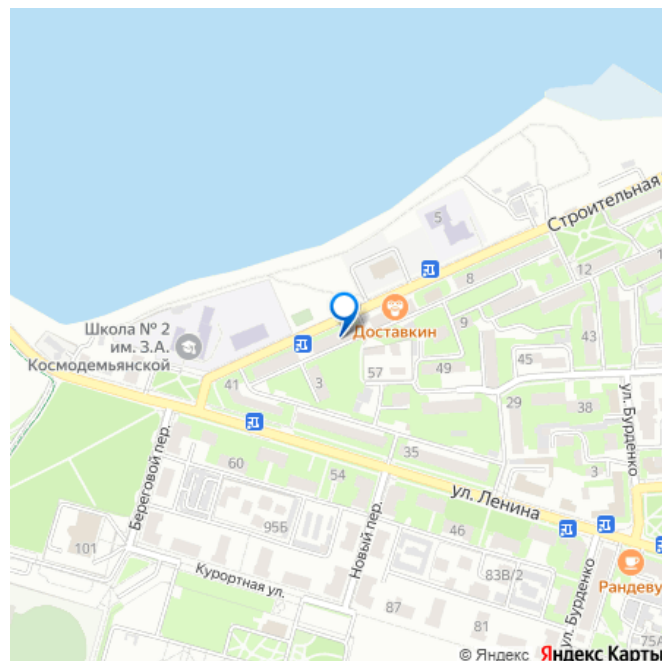 Строительная
5
8
12
1
Доставкин
9
43
Школа № 2
им. З.А.
Космодемьянской
45
49
57
3
41
29
38
ул. Бурденко
35
3
Береговой пер.
60
54
ул. Ленина
95Б
Новый пер.
46
101
Курортная ул.
83В/2
ул. Бурденко
Рандеву
87
81
75А
© Яндекс Яндекс Карты